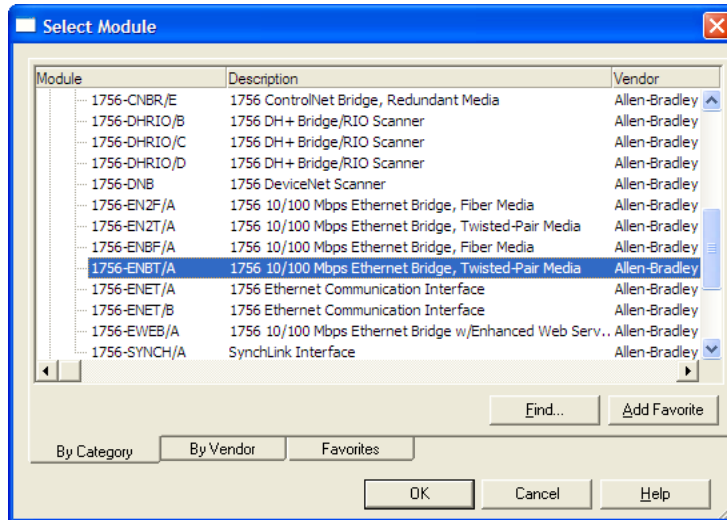 Select Module
Module Description Vendor
1756-CNBR/E 1756 ControlNet Bridge, Redundant Media Allen-Bradley
1756-DHRIO/B 1756 DH+ Bridge/RIO Scanner Allen-Bradley
1756-DHRIO/C 1756 DH+ Bridge/RIO Scanner Allen-Bradley
1756-DHRIO/D 1756 DH+ Bridge/RIO Scanner Allen-Bradley
1756-DNB 1756 DeviceNet Scanner Allen-Bradley
1756-EN2F/A 1756 10/100 Mbps Ethernet Bridge, Fiber Media Allen-Bradley
1756-EN2T/A 1756 10/100 Mbps Ethernet Bridge, Twisted-Pair Media Allen-Bradley
1756-ENBF/A 1756 10/100 Mbps Ethernet Bridge, Fiber Media Allen-Bradley
1756-ENBT/A 1756 10/100 Mbps Ethernet Bridge, Twisted-Pair Media Allen-Bradley
1756-ENET/A 1756 Ethernet Communication Interface Allen-Bradley
1756-ENET/B 1756 Ethernet Communication Interface Allen-Bradley
1756-EWEB/A 1756 10/100 Mbps Ethernet Bridge w/Enhanced Web Serv.. Allen-Bradley
1756-SYNCH/A SynchLink Interface Allen-Bradley
Find... Add Favorite
By Category By Vendor Favorites
OK Cancel Help